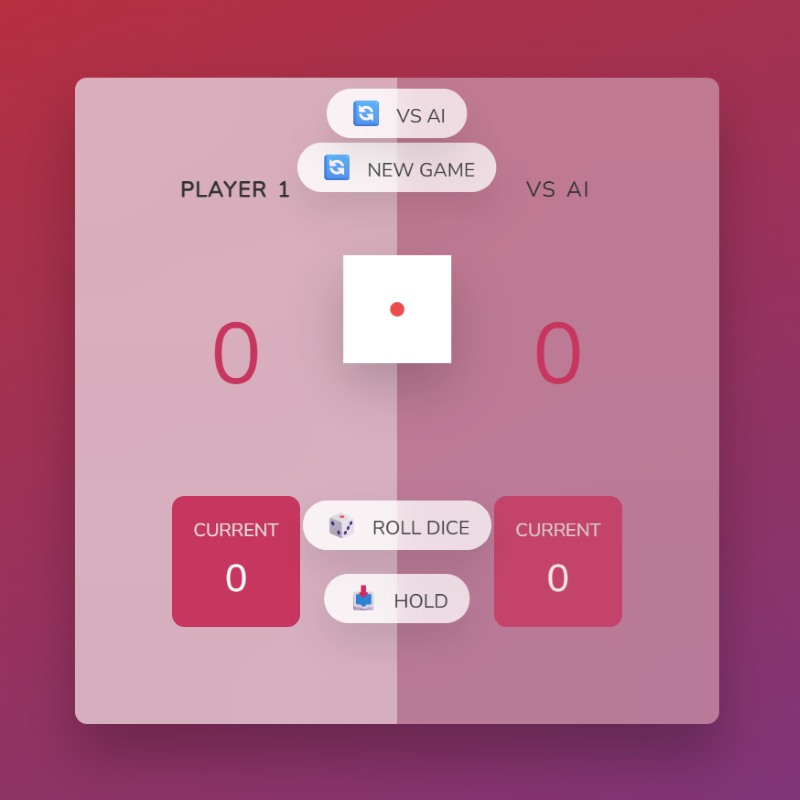 VS AI
NEW GAME
PLAYER 1
VS AI
0
0
CURRENT
0
ROLL DICE
HOLD
CURRENT
0